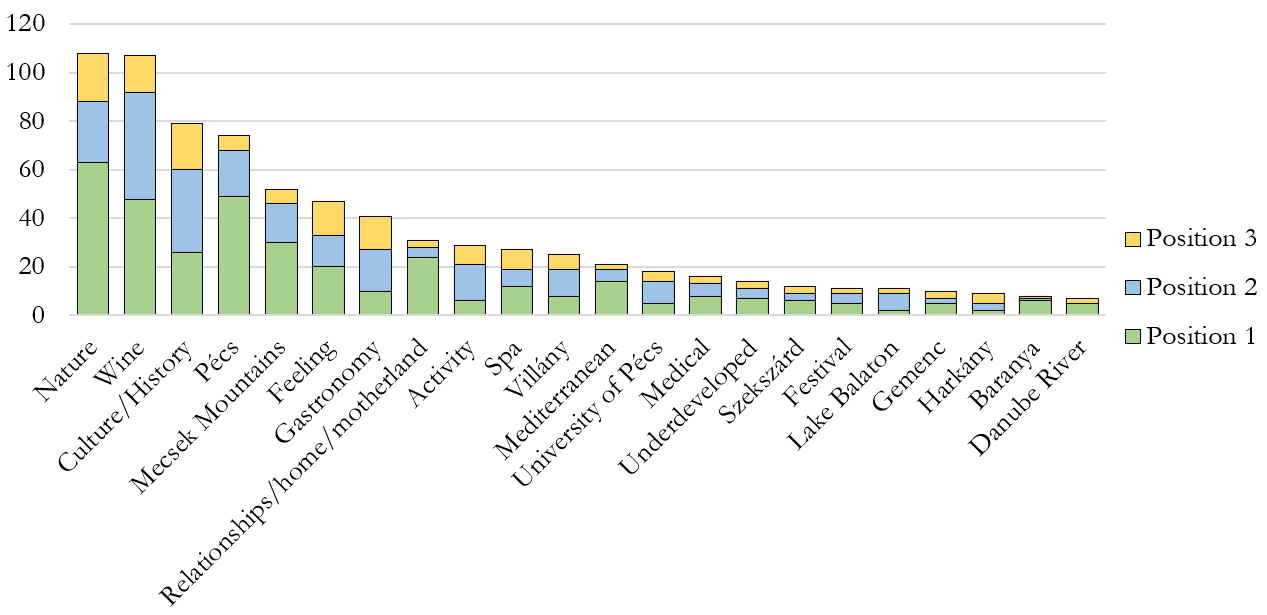 120
100
80
60
40
20
0
Nature
Wine
Culture/History
Pécs
Mecsek Mountains
Feeling
Gastronomy
Relationships/home/motherland
Activity
Spa
Villány
Mediterranean
University of Pécs
Medical
Underdeveloped
Szekszárd
Festival
Lake Balaton
Gemenc
Harkány
Baranya
Danube River
Position 3
Position 2
Position 1